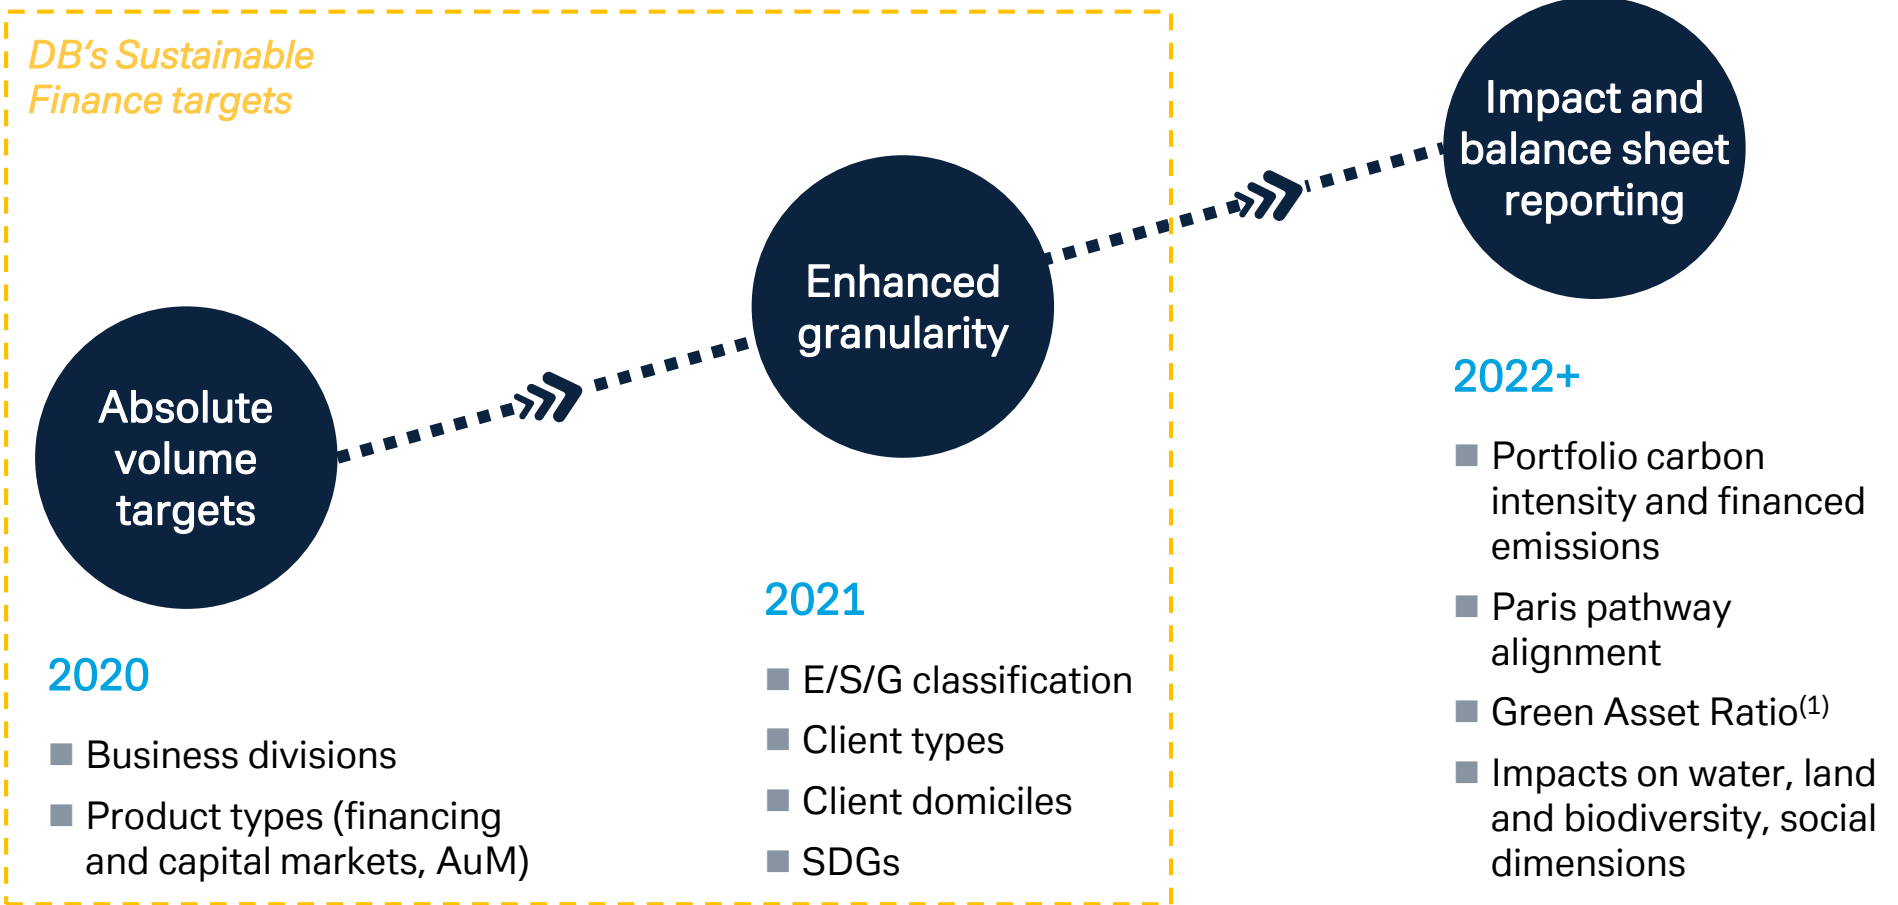 DB‘s Sustainable
Finance targets
Absolute
volume
targets
2020
Business divisions
Product types (financing
and capital markets, AuM)
Enhanced
granularity
2021
E/S/G classification
Client types
Client domiciles
SDGs
Impact and
balance sheet
reporting
2022+
Portfolio carbon
intensity and financed
emissions
Paris pathway
alignment
Green Asset Ratio(1)
Impacts on water, land
and biodiversity, social
dimensions